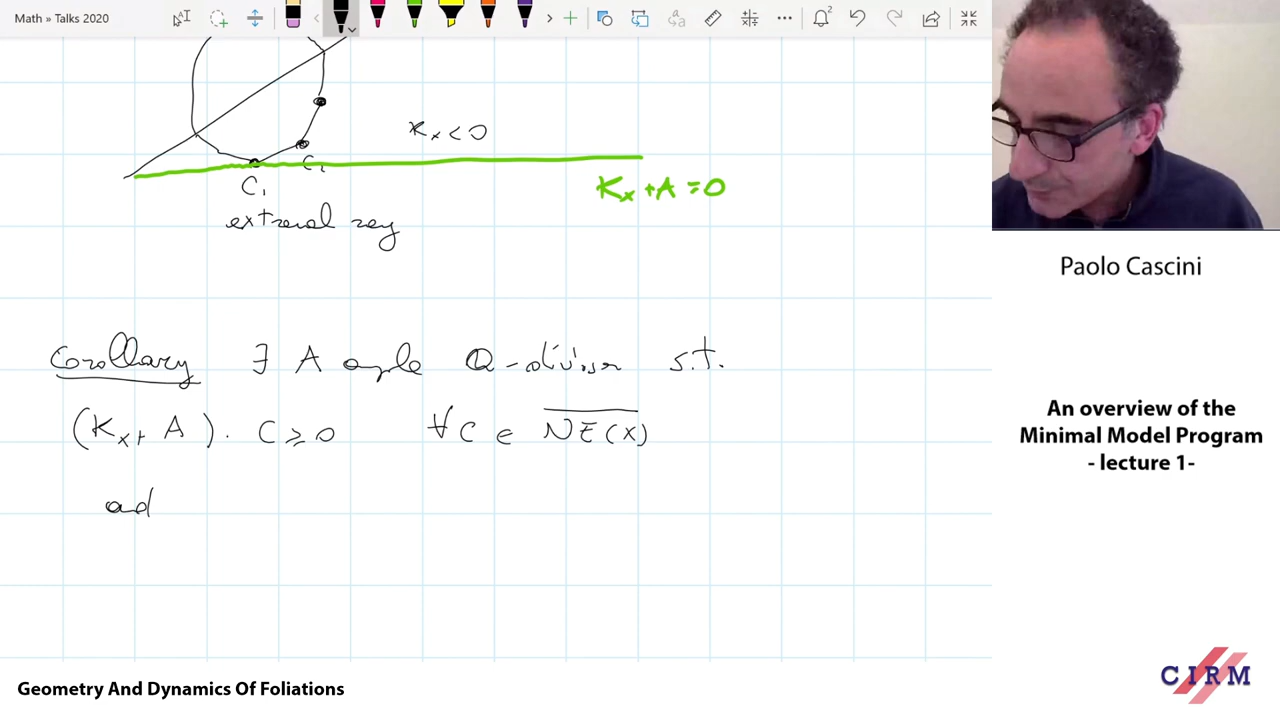 Math » Talks 2020
K_X < 0
C₂
C₁
K_X + A = 0
extremal ray
Paolo Cascini
Corollary ∃ A ample Q-divisor s.t.
(K_X + A). C ≥ 0 ∀ C ∈ \overline{NE(X)}
and
An overview of the
Minimal Model Program
- lecture 1-
Geometry And Dynamics Of Foliations
CIRM